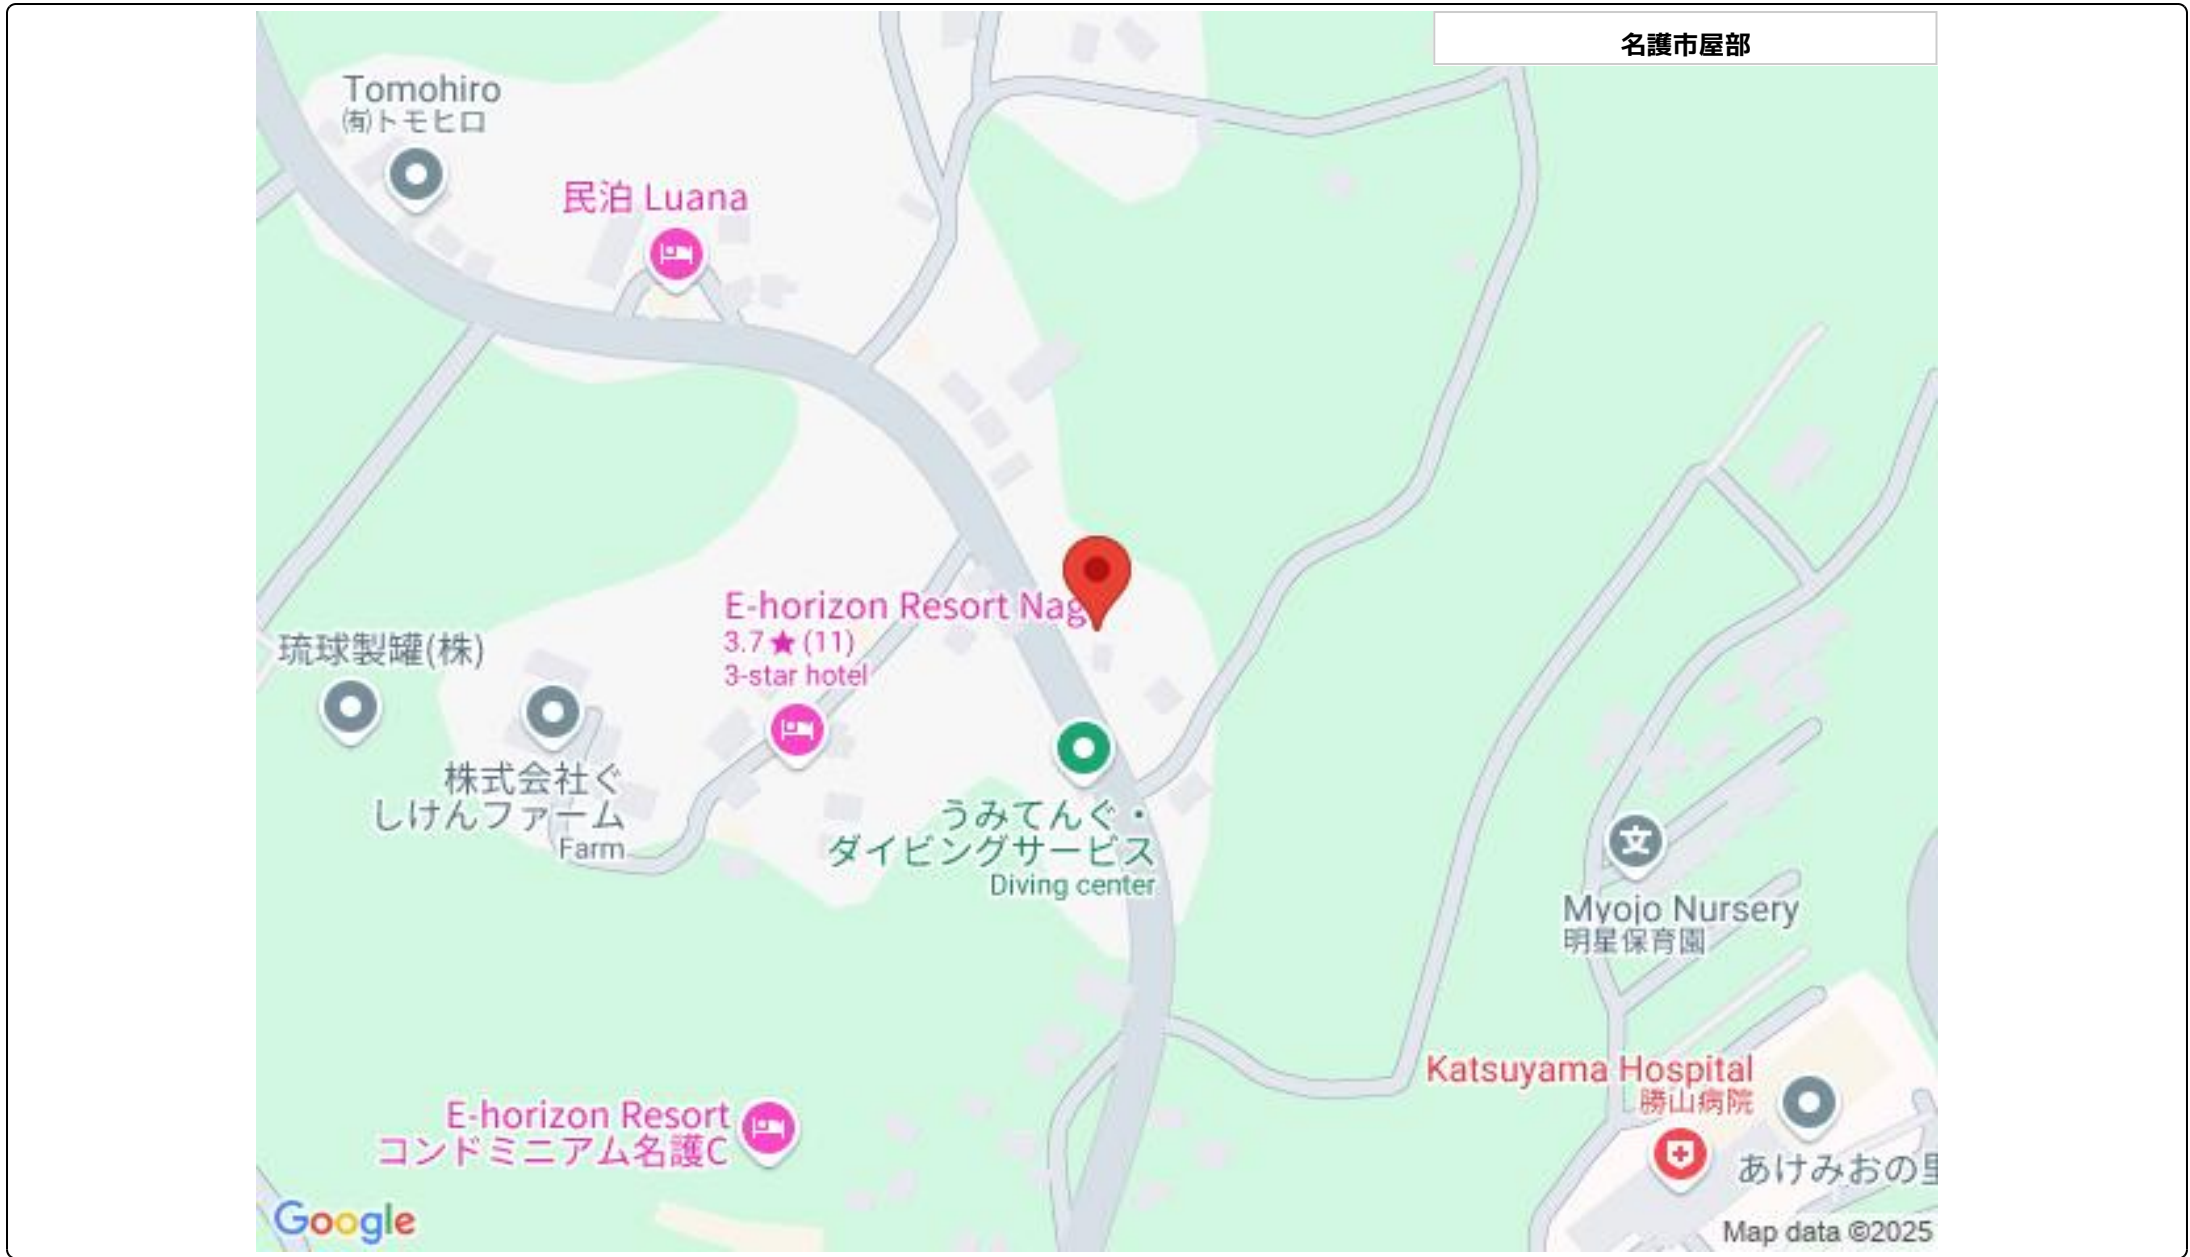 名護市屋部
Tomohiro
㈲トモヒロ
民泊 Luana
E-horizon Resort Nag
3.7★(11)
3-star hotel
琉球製罐(株)
株式会社ぐ
しけんファーム
Farm
うみてんぐ・
ダイビングサービス
Diving center
Myojo Nursery
明星保育園
Katsuyama Hospital
勝山病院
E-horizon Resort
コンドミニアム名護C
あけみおの里
Google
Map data ©2025